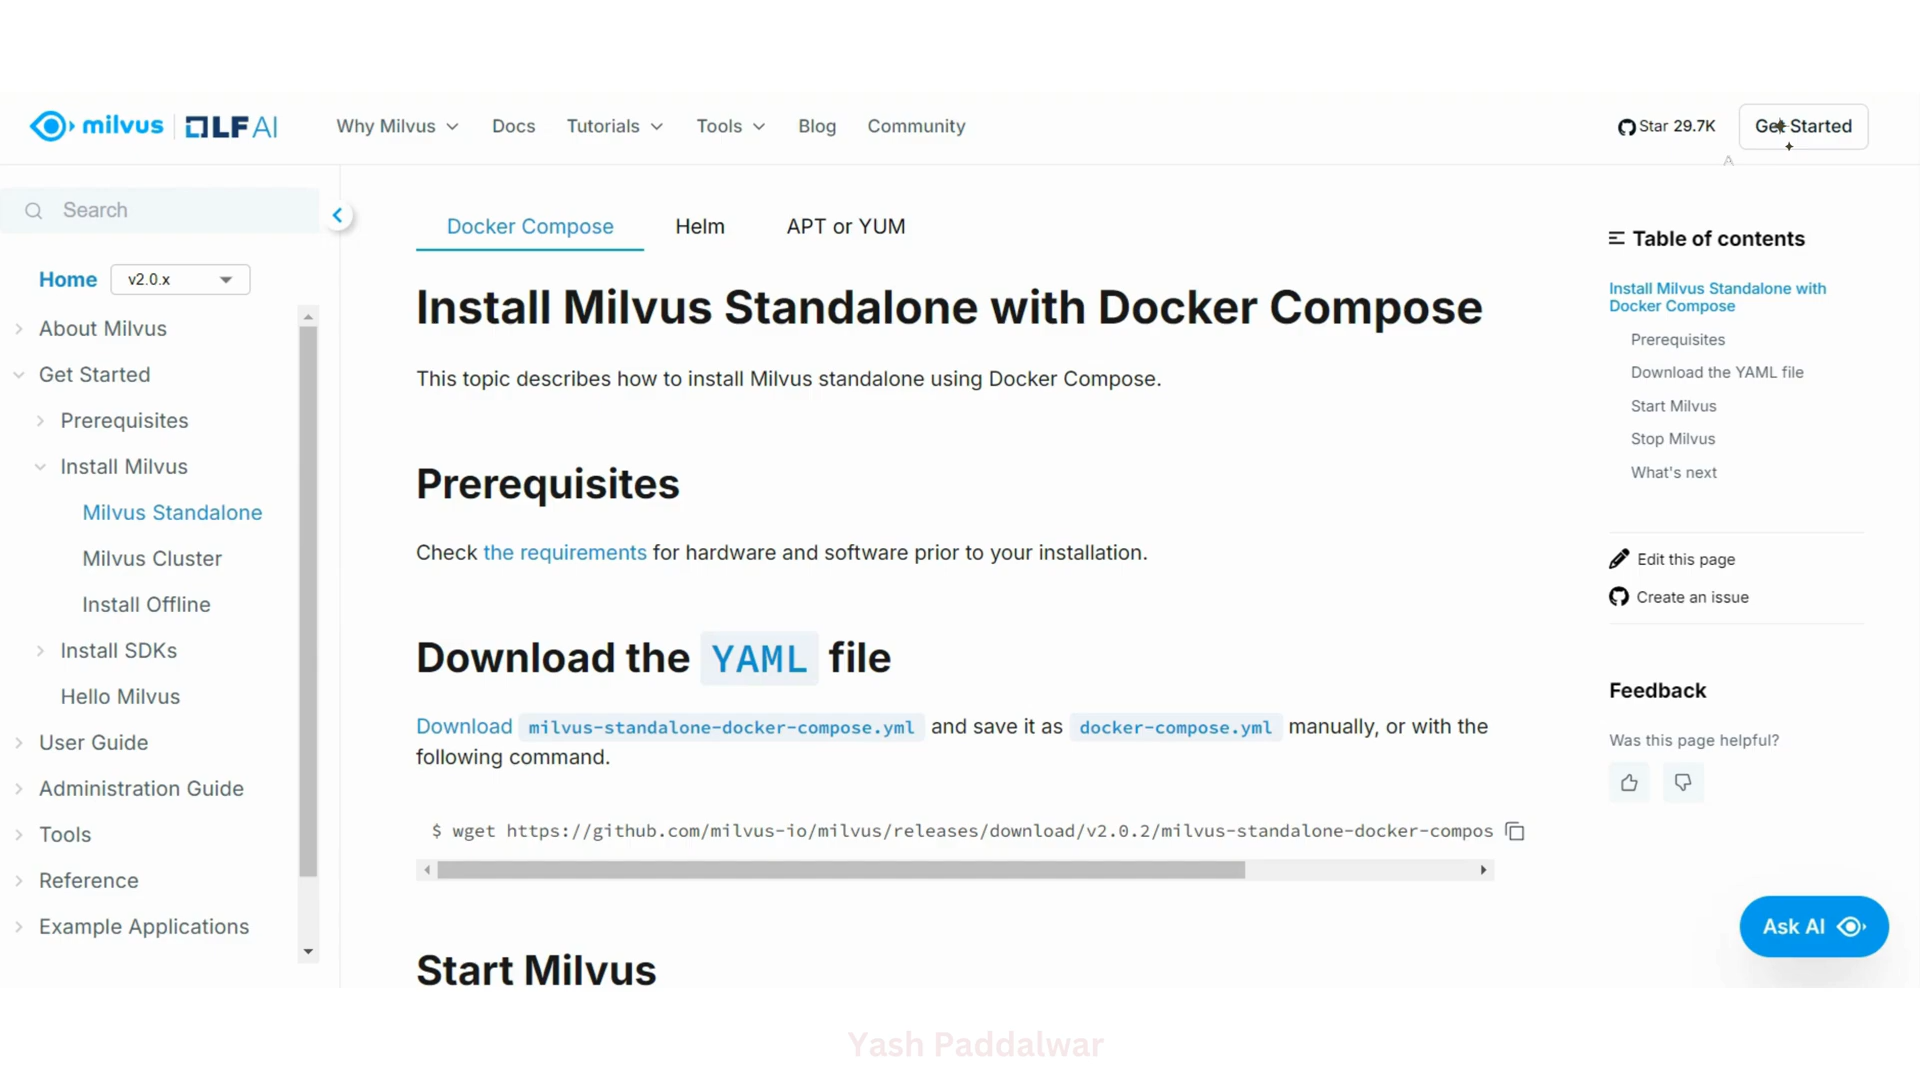 milvus LF AI
Why Milvus
Docs
Tutorials
Tools
Blog
Community
Star 29.7K
Get Started
Search
Home v2.0.x
About Milvus
Get Started
Prerequisites
Install Milvus
Milvus Standalone
Milvus Cluster
Install Offline
Install SDKs
Hello Milvus
User Guide
Administration Guide
Tools
Reference
Example Applications
Docker Compose
Helm
APT or YUM
Install Milvus Standalone with Docker Compose
This topic describes how to install Milvus standalone using Docker Compose.
Prerequisites
Check the requirements for hardware and software prior to your installation.
Download the YAML file
Download milvus-standalone-docker-compose.yml and save it as docker-compose.yml manually, or with the
following command.
$ wget https://github.com/milvus-io/milvus/releases/download/v2.0.2/milvus-standalone-docker-compos
Start Milvus
Table of contents
Install Milvus Standalone with
Docker Compose
Prerequisites
Download the YAML file
Start Milvus
Stop Milvus
What's next
Edit this page
Create an issue
Feedback
Was this page helpful?
Ask AI
Yash Paddalwar